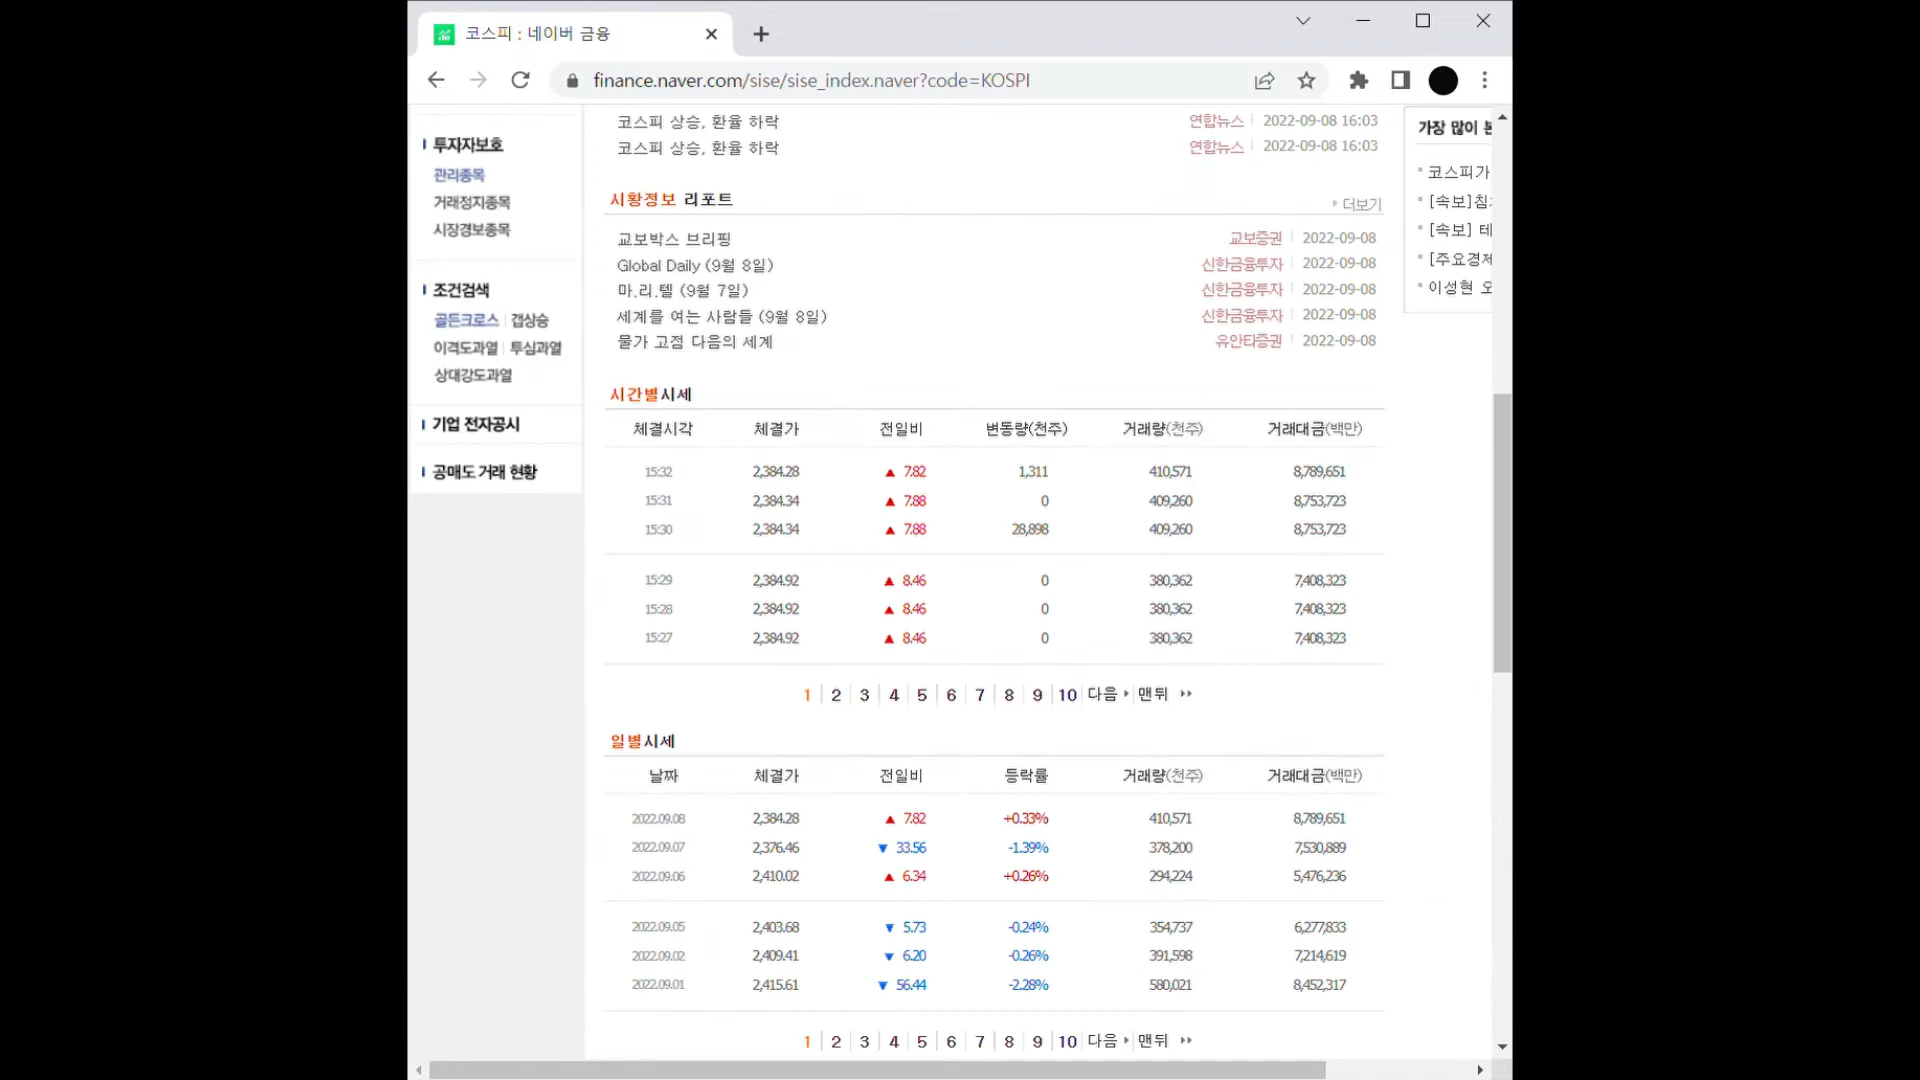 코스피 : 네이버 금융
finance.naver.com/sise/sise_index.naver?code=KOSPI
투자자보호
관리종목
거래정지종목
시장경보종목
조건검색
골든크로스 갭상승
이격도과열 투심과열
상대강도과열
기업 전자공시
공매도 거래 현황
코스피 상승, 환율 하락 연합뉴스 2022-09-08 16:03
코스피 상승, 환율 하락 연합뉴스 2022-09-08 16:03
시황정보 리포트 더보기
교보박스 브리핑 교보증권 2022-09-08
Global Daily (9월 8일) 신한금융투자 2022-09-08
마.리.텔 (9월 7일) 신한금융투자 2022-09-08
세계를 여는 사람들 (9월 8일) 신한금융투자 2022-09-08
물가 고점 다음의 세계 유안타증권 2022-09-08
시간별시세
체결시각 체결가 전일비 변동량(천주) 거래량(천주) 거래대금(백만)
15:32 2,384.28 ▲ 7.82 1,311 410,571 8,789,651
15:31 2,384.34 ▲ 7.88 0 409,260 8,753,723
15:30 2,384.34 ▲ 7.88 28,898 409,260 8,753,723
15:29 2,384.92 ▲ 8.46 0 380,362 7,408,323
15:28 2,384.92 ▲ 8.46 0 380,362 7,408,323
15:27 2,384.92 ▲ 8.46 0 380,362 7,408,323
1 2 3 4 5 6 7 8 9 10 다음 맨뒤
일별시세
날짜 체결가 전일비 등락률 거래량(천주) 거래대금(백만)
2022.09.08 2,384.28 ▲ 7.82 +0.33% 410,571 8,789,651
2022.09.07 2,376.46 ▼ 33.56 -1.39% 378,200 7,530,889
2022.09.06 2,410.02 ▲ 6.34 +0.26% 294,224 5,476,236
2022.09.05 2,403.68 ▼ 5.73 -0.24% 354,737 6,277,833
2022.09.02 2,409.41 ▼ 6.20 -0.26% 391,598 7,214,619
2022.09.01 2,415.61 ▼ 56.44 -2.28% 580,021 8,452,317
1 2 3 4 5 6 7 8 9 10 다음 맨뒤
가장 많이
코스피가
[속보]
[속보] 테
[주요경제
이성현 오